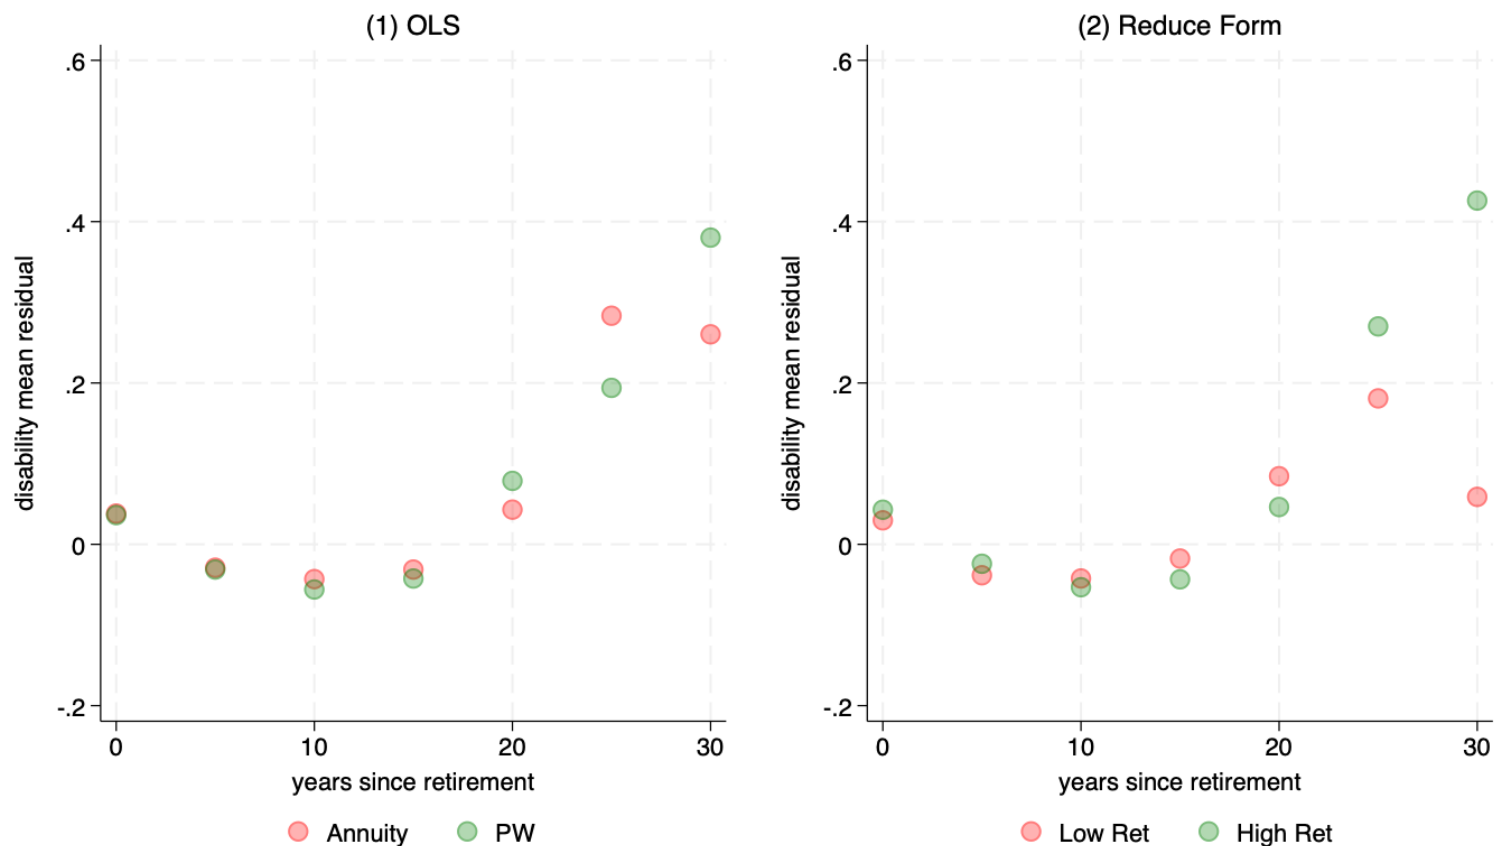 (1) OLS
disability mean residual
.6
.4
.2
0
-.2
0 10 20 30
years since retirement
Annuity PW
(2) Reduce Form
disability mean residual
.6
.4
.2
0
-.2
0 10 20 30
years since retirement
Low Ret High Ret